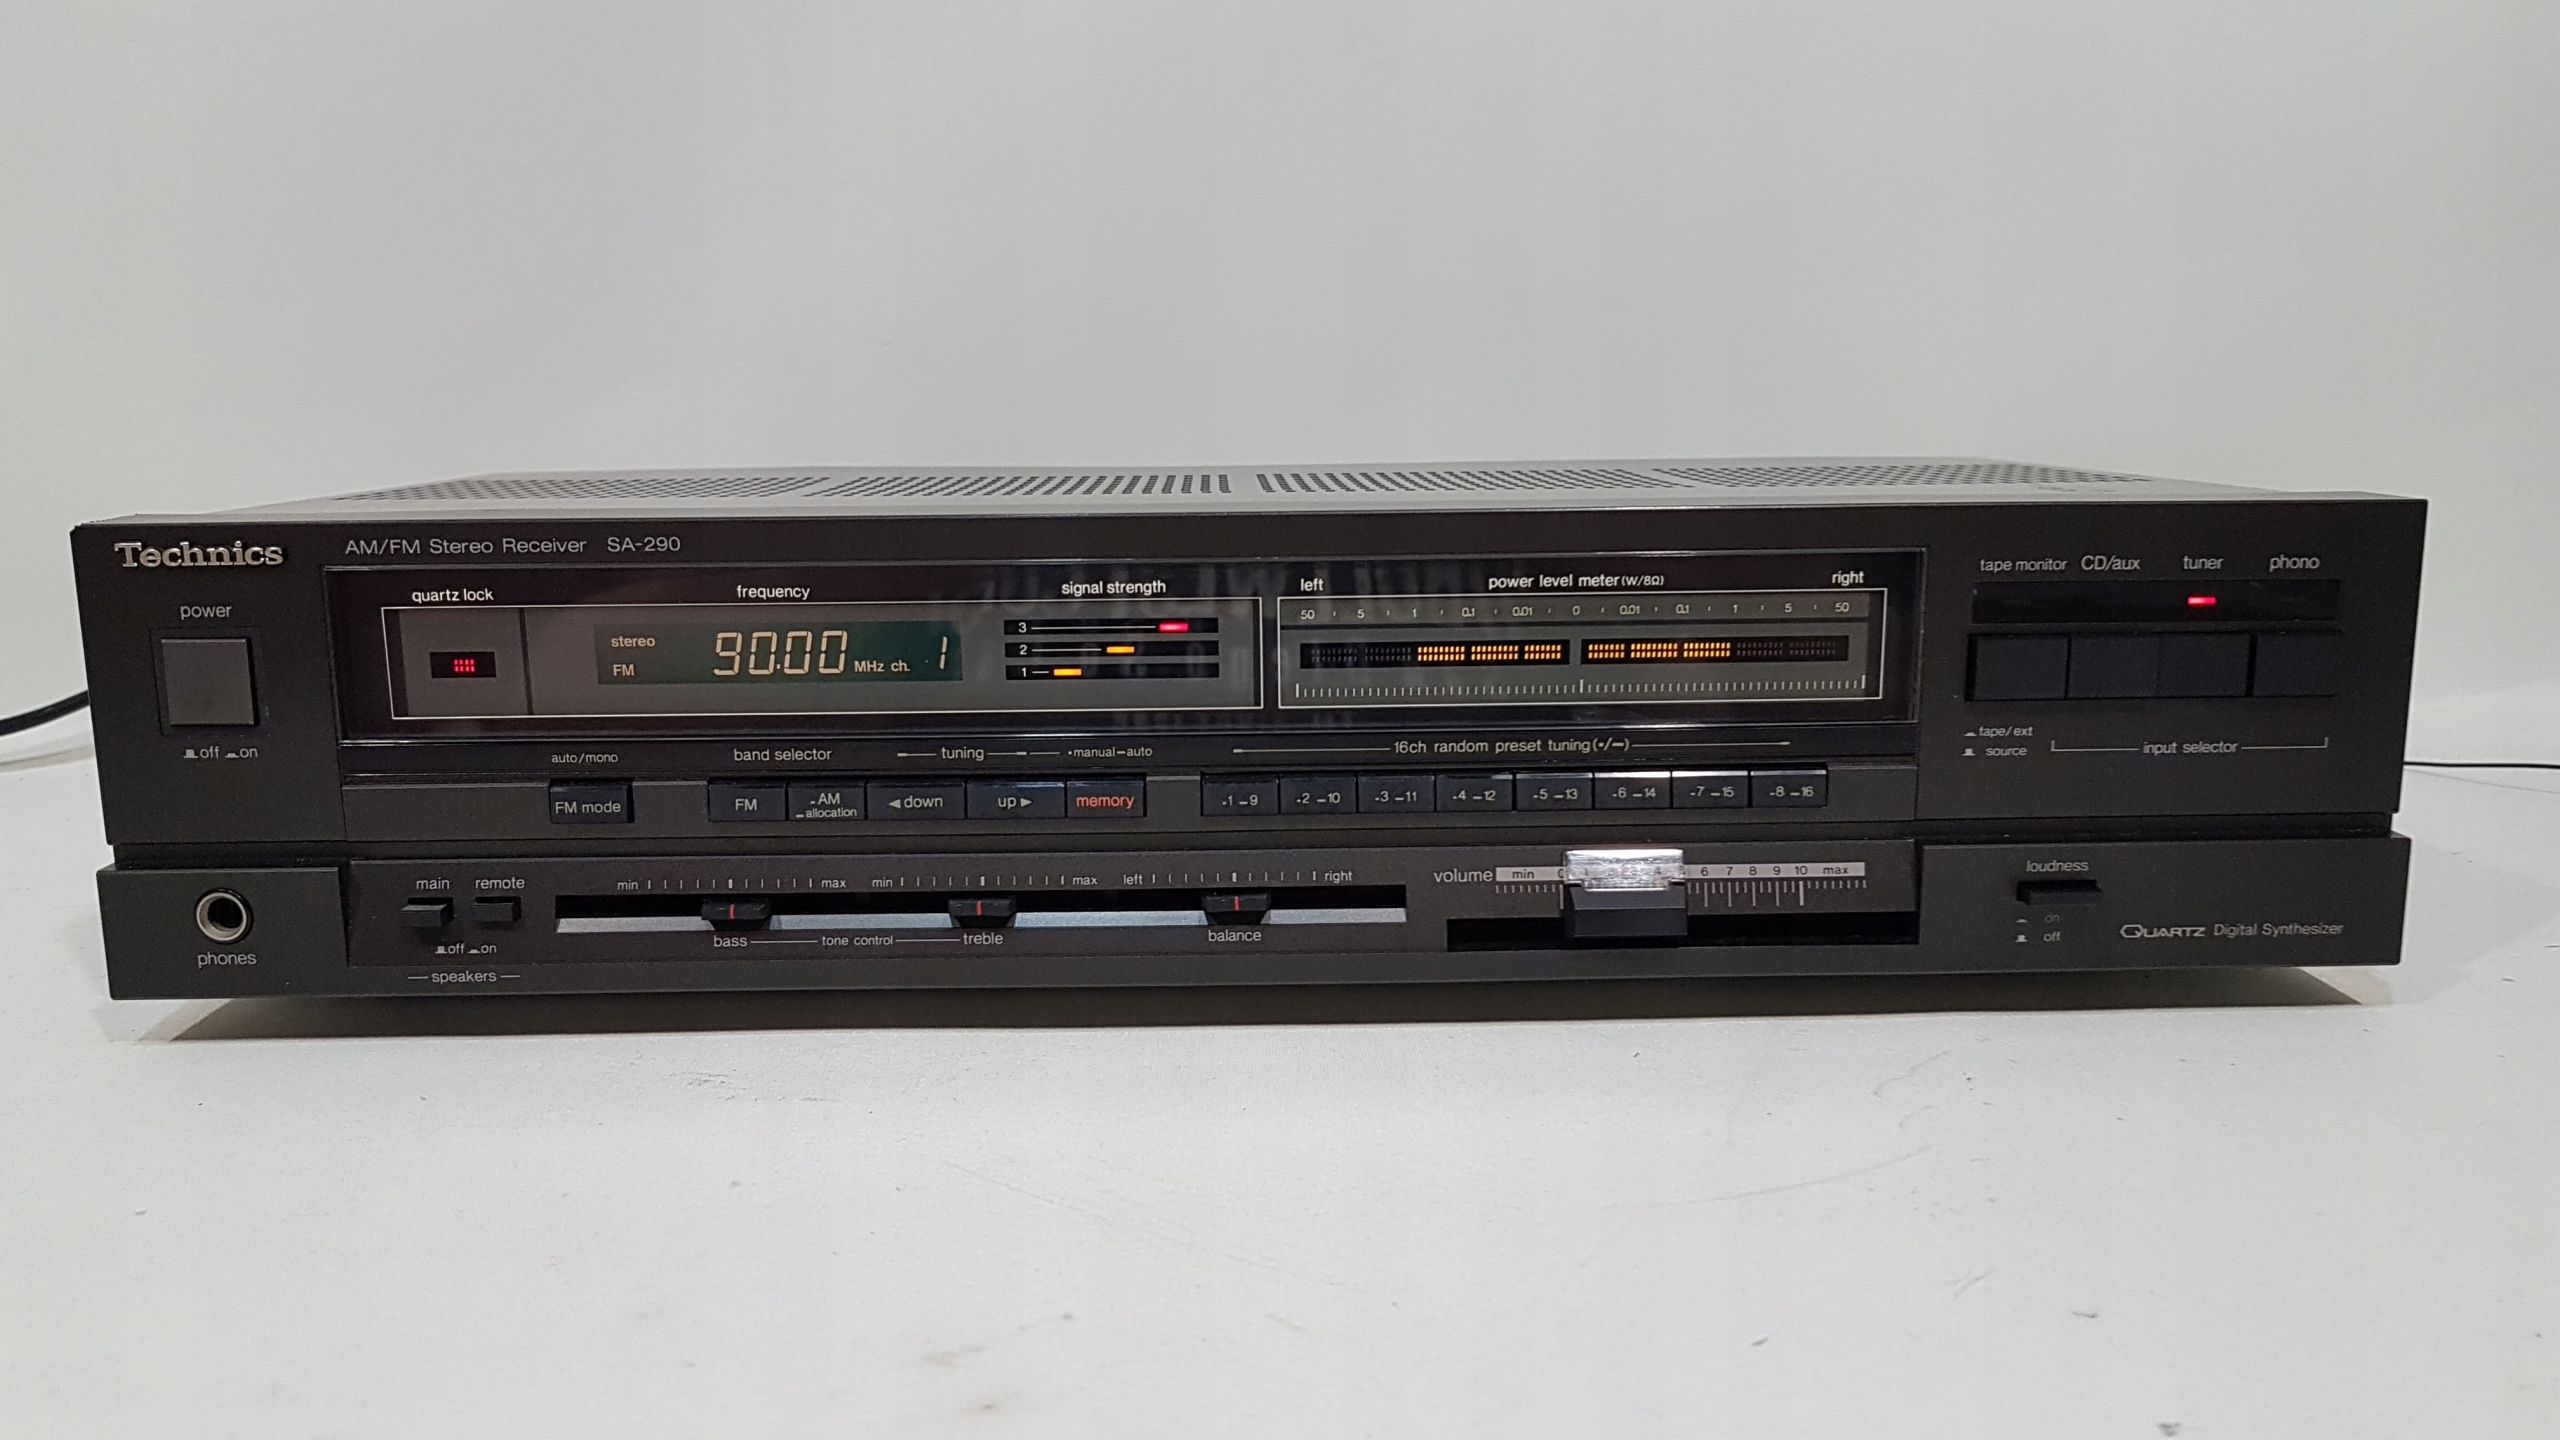 Technics
AM/FM Stereo Receiver SA-290
power
off on
quartz lock
frequency
signal strength
stereo
FM
90.00 MHz ch. 1
3
2
1
left
power level meter (W/8Ω)
right
50 5 1 0.1 0.01 0 0.01 0.1 1 5 50
tape monitor CD/aux tuner phono
tape/ext
source
input selector
auto/mono
FM mode
band selector
tuning
manual-auto
16ch random preset tuning (•/–)
FM
AM
allocation
◀down
up▶
memory
1 – 9
2 – 10
3 – 11
4 – 12
5 – 13
6 – 14
7 – 15
8 – 16
phones
main remote
off on
speakers
min max
bass
tone control
min max
treble
left right
balance
volume min 0 4 6 7 8 9 10 max
loudness
on
off
QUARTZ Digital Synthesizer